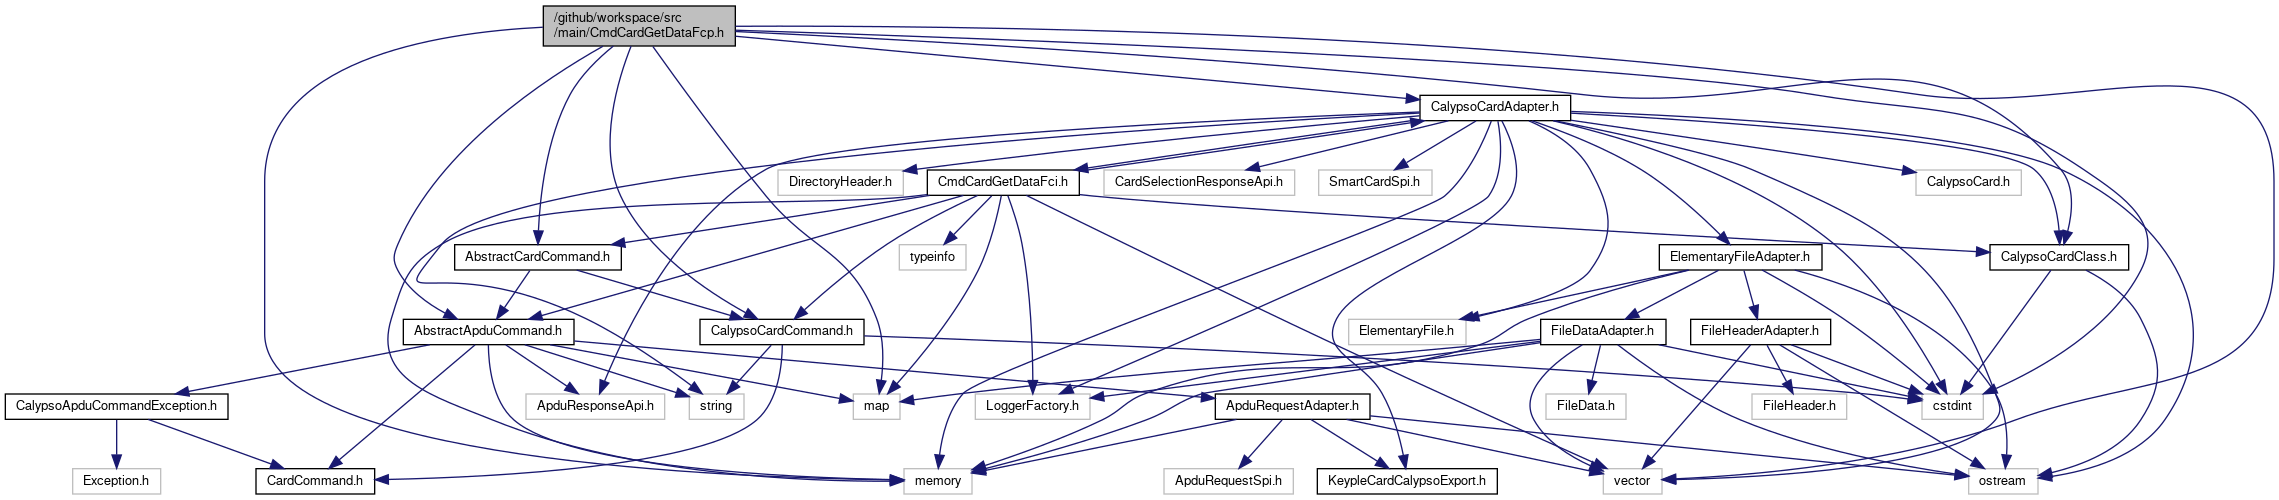 /github/workspace/src
/main/CmdCardGetDataFcp.h
CalypsoCardAdapter.h
DirectoryHeader.h
CmdCardGetDataFci.h
CardSelectionResponseApi.h
SmartCardSpi.h
CalypsoCard.h
AbstractCardCommand.h
typeinfo
ElementaryFileAdapter.h
CalypsoCardClass.h
AbstractApduCommand.h
CalypsoCardCommand.h
ElementaryFile.h
FileDataAdapter.h
FileHeaderAdapter.h
CalypsoApduCommandException.h
ApduResponseApi.h
string
map
LoggerFactory.h
ApduRequestAdapter.h
FileData.h
FileHeader.h
cstdint
Exception.h
CardCommand.h
memory
ApduRequestSpi.h
KeypleCardCalypsoExport.h
vector
ostream